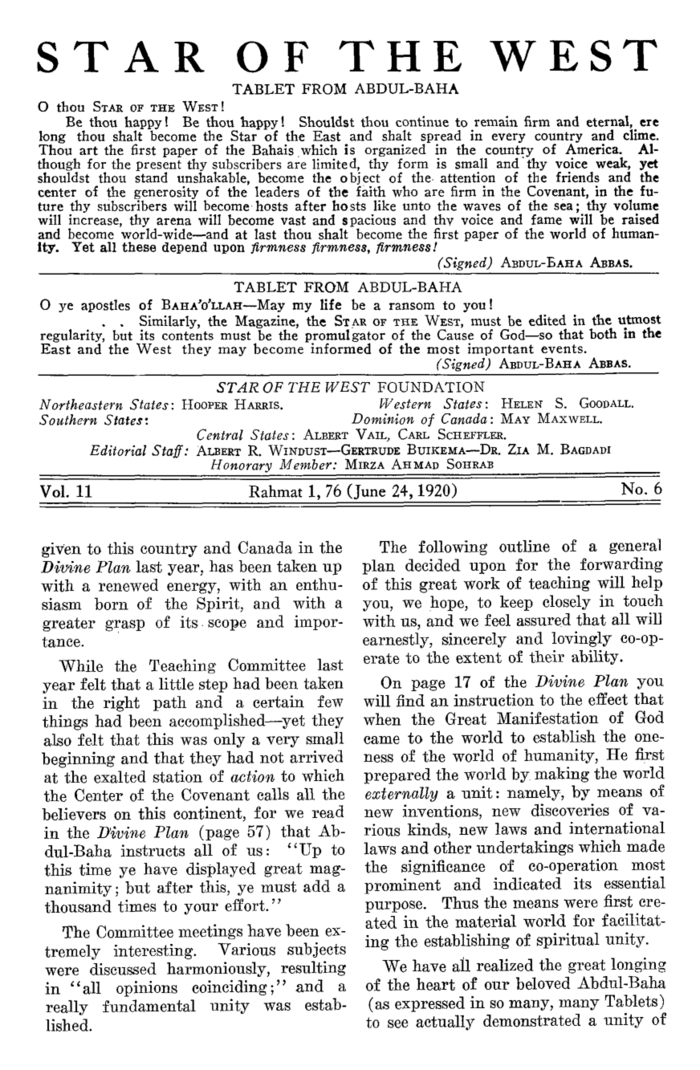 STAR OF THE WEST
TABLET FROM ABDUL-BAHA
O thou STAR OF THE WEST!
Be thou happy! Be thou happy! Shouldst thou continue to remain firm and eternal, ere
long thou shalt become the Star of the East and shalt spread in every country and clime.
Thou art the first paper of the Bahais which is organized in the country of America. Al-
though for the present thy subscribers are limited, thy form is small and thy voice weak, yet
shouldst thou stand unshakable, become the object of the attention of the friends and the
center of the generosity of the leaders of the faith who are firm in the Covenant, in the fu-
ture thy subscribers will become hosts after hosts like unto the waves of the sea; thy volume
will increase, thy arena will become vast and spacious and thy voice and fame will be raised
and become world-wide—and at last thou shalt become the first paper of the world of human-
ity. Yet all these depend upon firmness firmness, firmness!
(Signed) ABDUL-BAHA ABBAS.
TABLET FROM ABDUL-BAHA
O ye apostles of BAHA'O'LLAH—May my life be a ransom to you!
. . Similarly, the Magazine, the STAR OF THE WEST, must be edited in the utmost
regularity, but its contents must be the promulgator of the Cause of God—so that both in the
East and the West they may become informed of the most important events.
(Signed) ABDUL-BAHA ABBAS.
STAR OF THE WEST FOUNDATION
Northeastern States: HOOPER HARRIS. Western States: HELEN S. GOODALL.
Southern States: Dominion of Canada: MAY MAXWELL.
Central States: ALBERT VAIL, CARL SCHEFFLER.
Editorial Staff: ALBERT R. WINDUST—GERTRUDE BUIKEMA—DR. ZIA M. BAGDADI
Honorary Member: MIRZA AHMAD SOHRAB
Vol. 11 Rahmat 1, 76 (June 24, 1920) No. 6
given to this country and Canada in the
Divine Plan last year, has been taken up
with a renewed energy, with an enthu-
siasm born of the Spirit, and with a
greater grasp of its scope and impor-
tance.
While the Teaching Committee last
year felt that a little step had been taken
in the right path and a certain few
things had been accomplished—yet they
also felt that this was only a very small
beginning and that they had not arrived
at the exalted station of action to which
the Center of the Covenant calls all the
believers on this continent, for we read
in the Divine Plan (page 57) that Ab-
dul-Baha instructs all of us: "Up to
this time ye have displayed great mag-
nanimity; but after this, ye must add a
thousand times to your effort."
The Committee meetings have been ex-
tremely interesting. Various subjects
were discussed harmoniously, resulting
in "all opinions coinciding;" and a
really fundamental unity was estab-
lished.
The following outline of a general
plan decided upon for the forwarding
of this great work of teaching will help
you, we hope, to keep closely in touch
with us, and we feel assured that all will
earnestly, sincerely and lovingly co-op-
erate to the extent of their ability.
On page 17 of the Divine Plan you
will find an instruction to the effect that
when the Great Manifestation of God
came to the world to establish the one-
ness of the world of humanity, He first
prepared the world by making the world
externally a unit: namely, by means of
new inventions, new discoveries of va-
rious kinds, new laws and international
laws and other undertakings which made
the significance of co-operation most
prominent and indicated its essential
purpose. Thus the means were first cre-
ated in the material world for facilitat-
ing the establishing of spiritual unity.
We have all realized the great longing
of the heart of our beloved Abdul-Baha
(as expressed in so many, many Tablets)
to see actually demonstrated a unity of